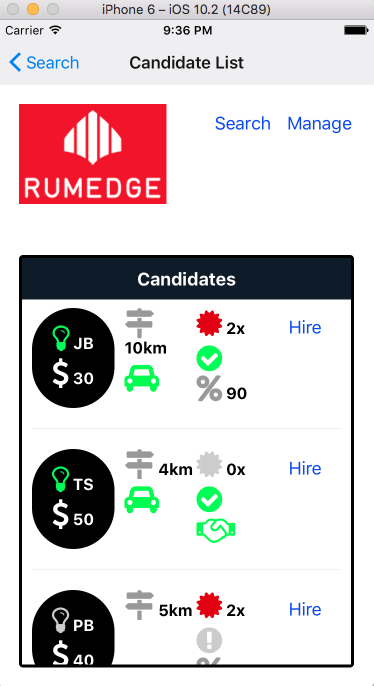 iPhone 6 – iOS 10.2 (14C89)
Carrier 9:36 PM
Search Candidate List
Search Manage
RUMEDGE
Candidates
JB
$ 30
10km
2x
% 90
Hire
TS
$ 50
4km
0x
Hire
PB
$ 40
5km
2x
%
Hire